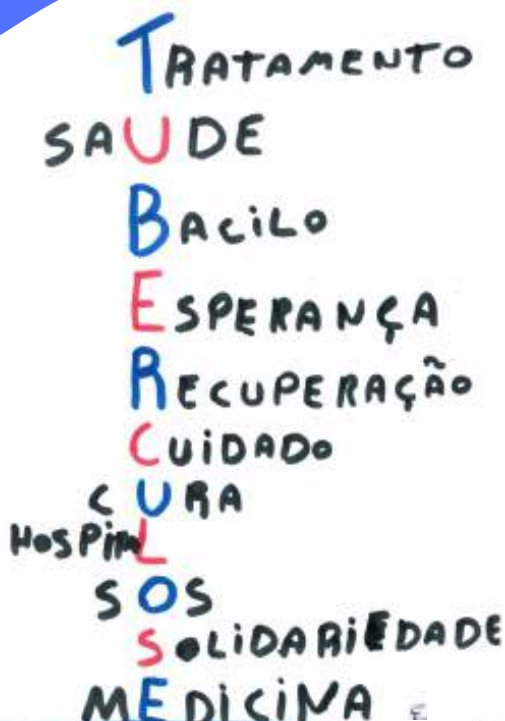 TRATAMENTO
SAUDE
BACiLO
ESPERANÇA
RECUPERAÇÃO
CUiDADO
CURA
HOSPiTAL
SOS
SOLiDARiEDADE
MEDiCiNA